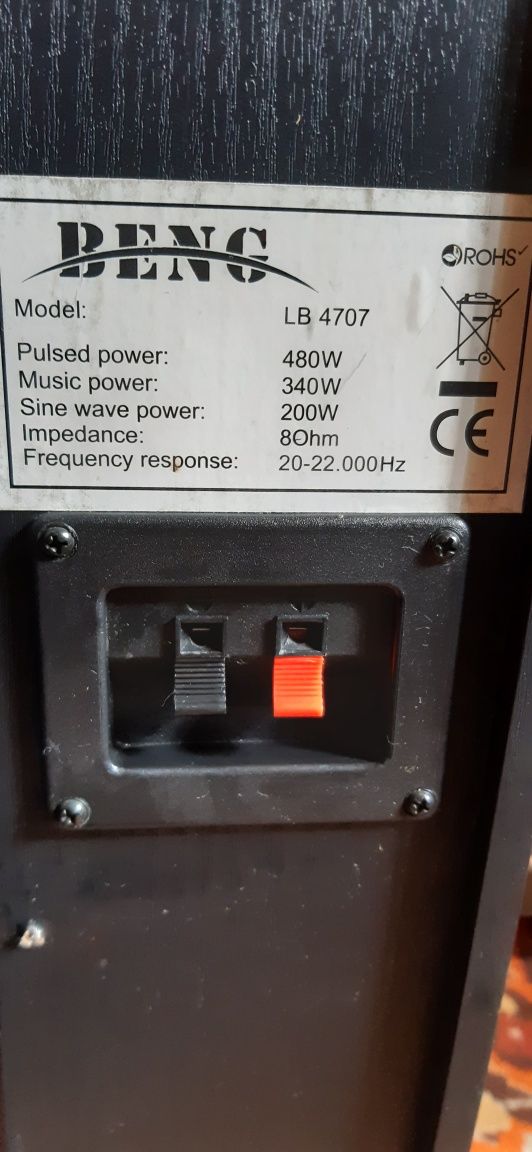 BENG
ROHS
Model: LB 4707
Pulsed power: 480W
Music power: 340W
Sine wave power: 200W
Impedance: 8Ohm
Frequency response: 20-22.000Hz
CE